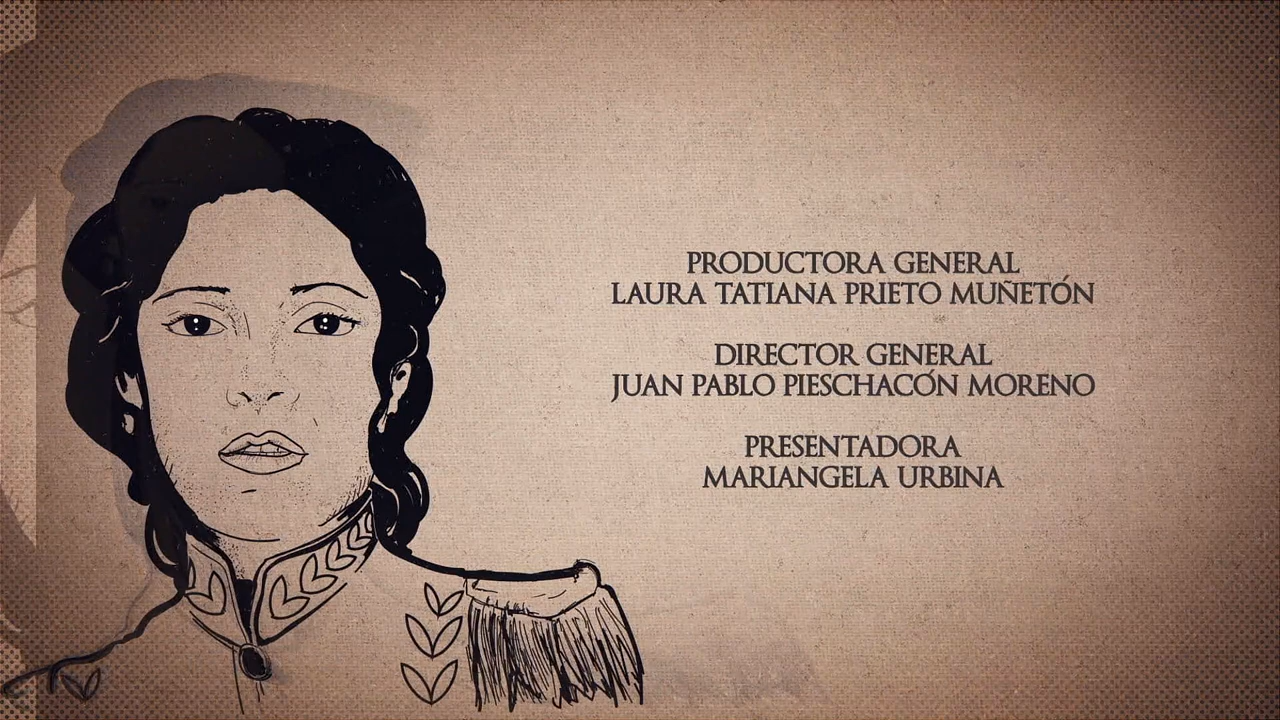 PRODUCTORA GENERAL
LAURA TATIANA PRIETO MUÑETÓN
DIRECTOR GENERAL
JUAN PABLO PIESCHACÓN MORENO
PRESENTADORA
MARIANGELA URBINA